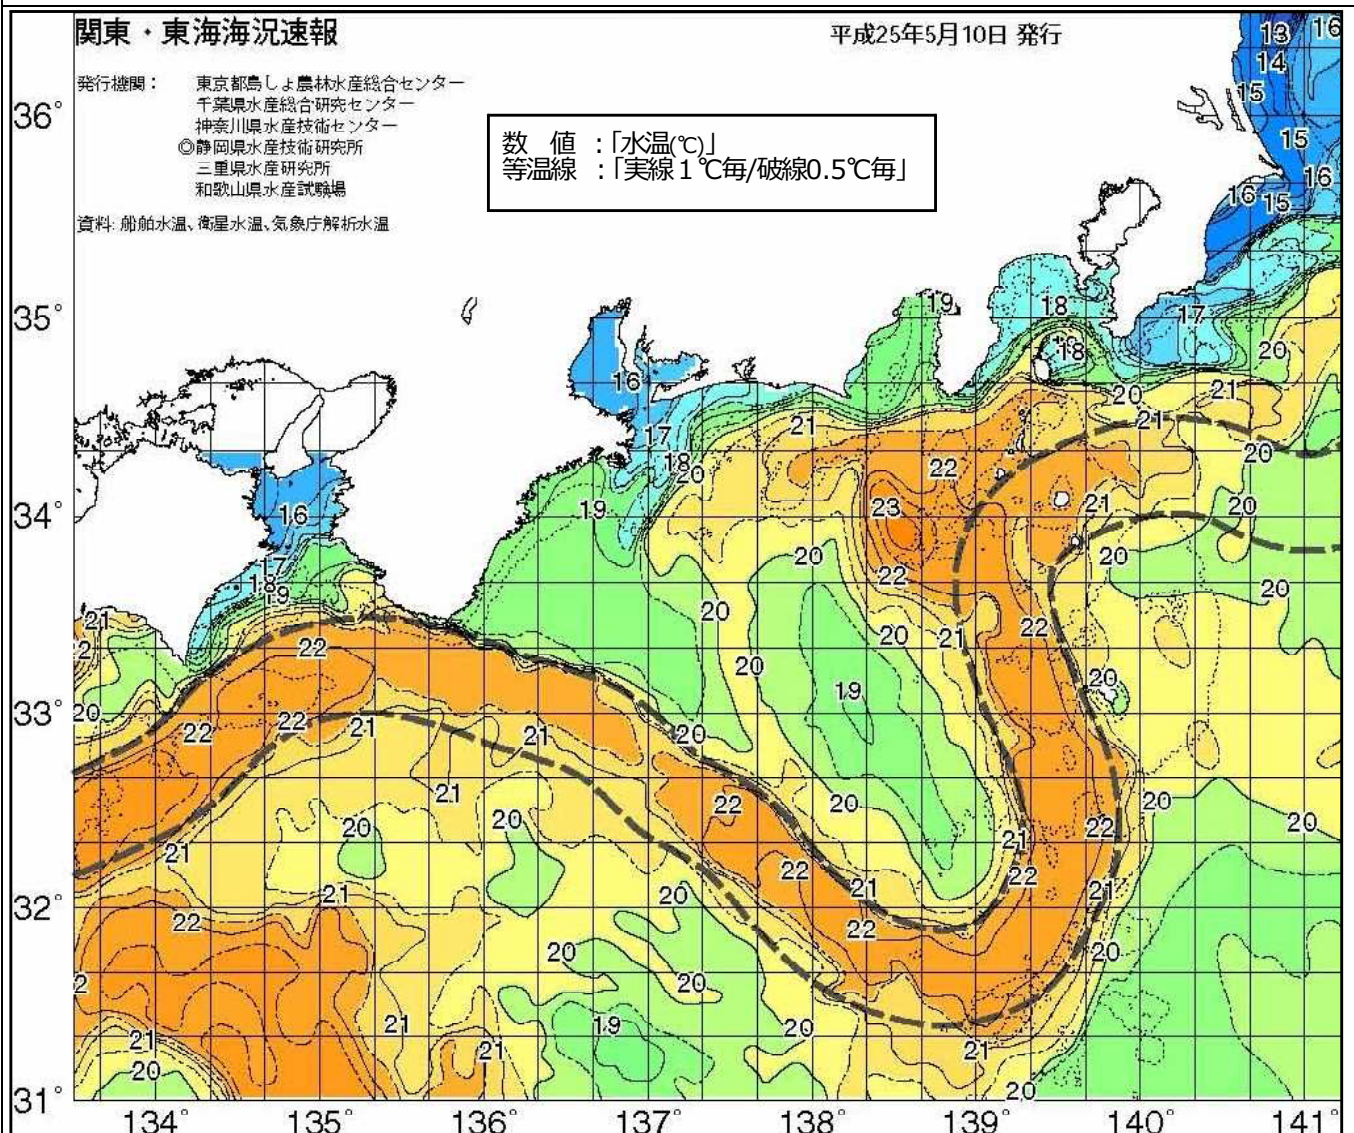 関東・東海海況速報
平成25年5月10日 発行
発行機関： 東京都島しょ農林水産総合センター
千葉県水産総合研究センター
神奈川県水産技術センター
◎静岡県水産技術研究所
三重県水産研究所
和歌山県水産試験場
資料: 船舶水温、衛星水温、気象庁解析水温
数 値 ：「水温(℃)」
等温線 ：「実線１℃毎/破線0.5℃毎」
13 16
14
15
36°
15
16
16 15
35°
19 18 17
18
20
16
20 21
21 21
17
18 22 20
20
16 19 34° 23 21 20
17 20 20
18 22
19 20
21 20 20 21 22
22 20
19 20
20 33°
22 22 21 21 20
21 22 20 20
20 20 22 20
21 21
22 21 22
21 20 21
32° 22 22
20 20
20
21 19 20
21 21 21
20 20
31°
134° 135° 136° 137° 138° 139° 140° 141°